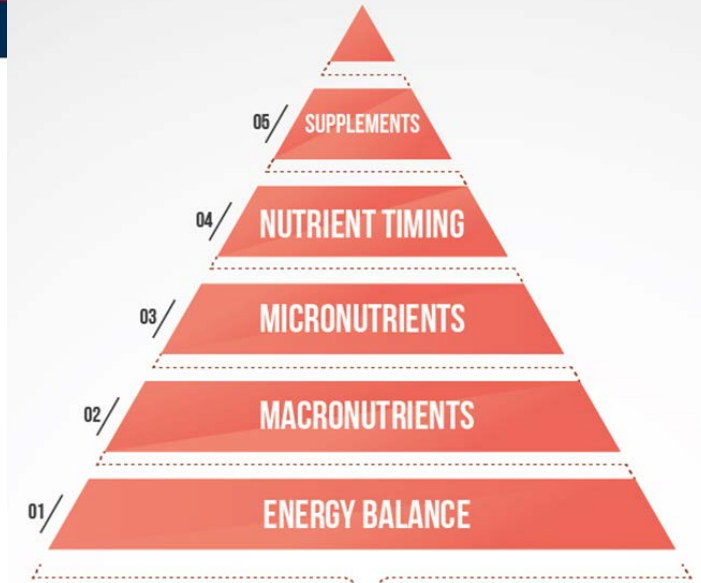 05/ SUPPLEMENTS
04/ NUTRIENT TIMING
03/ MICRONUTRIENTS
02/ MACRONUTRIENTS
01/ ENERGY BALANCE